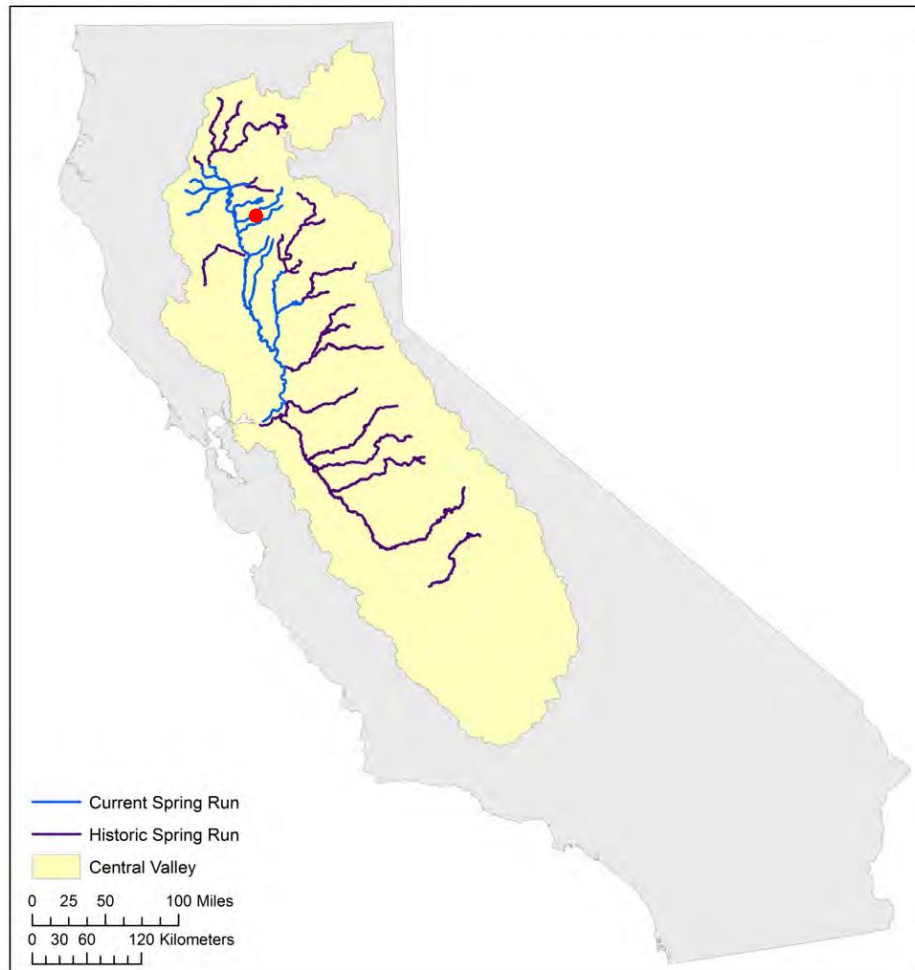 Current Spring Run
Historic Spring Run
Central Valley
0 25 50 100 Miles
0 30 60 120 Kilometers